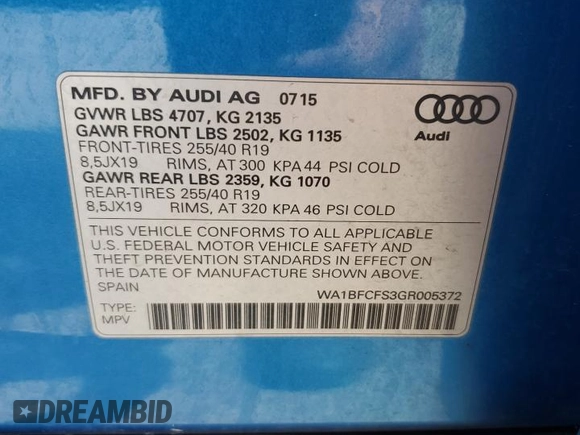 MFD. BY AUDI AG 0715
GVWR LBS 4707, KG 2135
GAWR FRONT LBS 2502, KG 1135
FRONT-TIRES 255/40 R19
8,5JX19 RIMS, AT 300 KPA 44 PSI COLD
GAWR REAR LBS 2359, KG 1070
REAR-TIRES 255/40 R19
8,5JX19 RIMS, AT 320 KPA 46 PSI COLD
Audi
THIS VEHICLE CONFORMS TO ALL APPLICABLE
U.S. FEDERAL MOTOR VEHICLE SAFETY AND
THEFT PREVENTION STANDARDS IN EFFECT ON
THE DATE OF MANUFACTURE SHOWN ABOVE.
SPAIN
WA1BFCFS3GR005372
TYPE:
MPV
DREAMBID